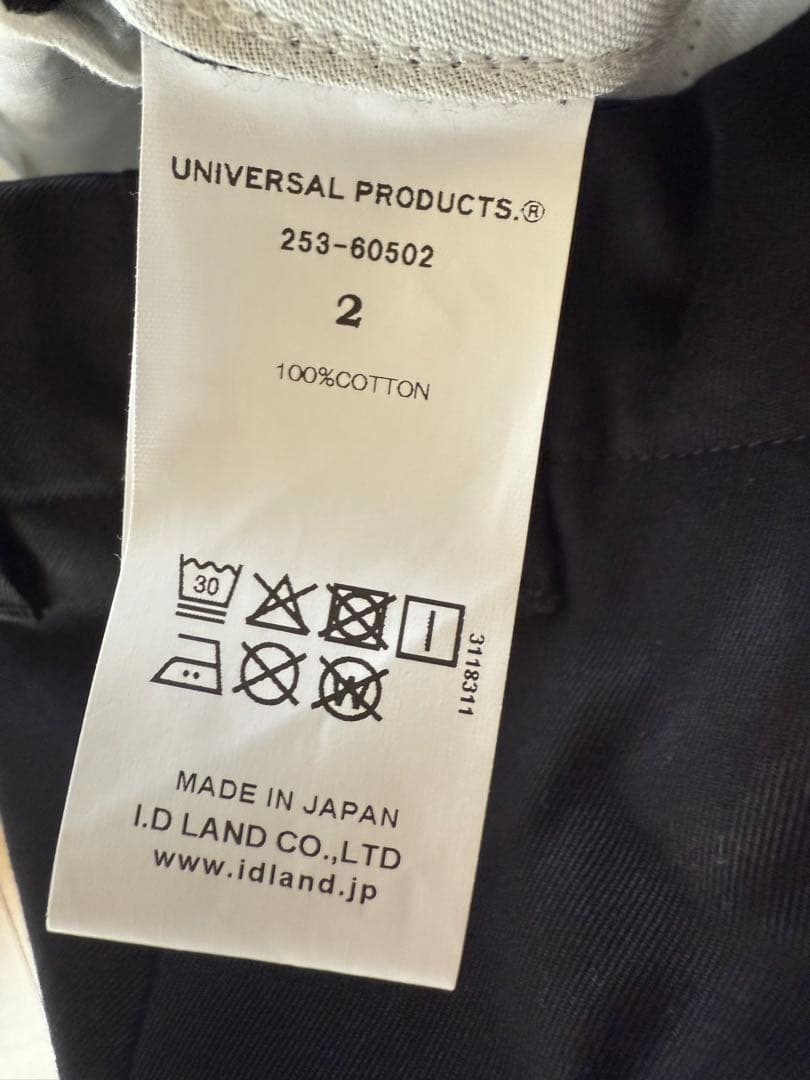 UNIVERSAL PRODUCTS.®
253-60502
2
100%COTTON
30
W
3118311
MADE IN JAPAN
I.D LAND CO.,LTD
www.idland.jp